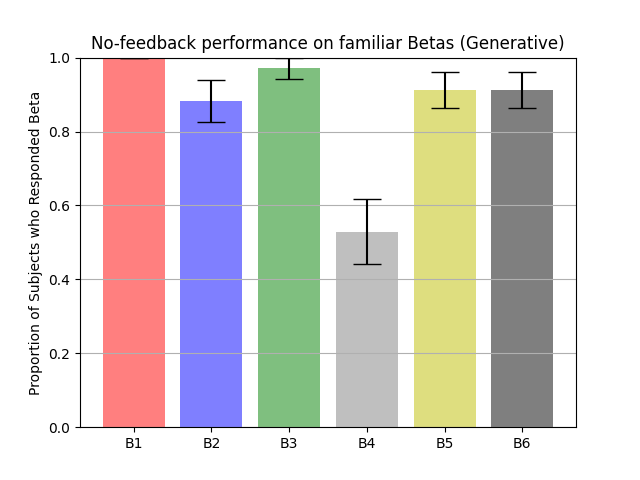 No-feedback performance on familiar Betas (Generative)
Proportion of Subjects who Responded Beta
1.0
0.8
0.6
0.4
0.2
0.0
B1 B2 B3 B4 B5 B6